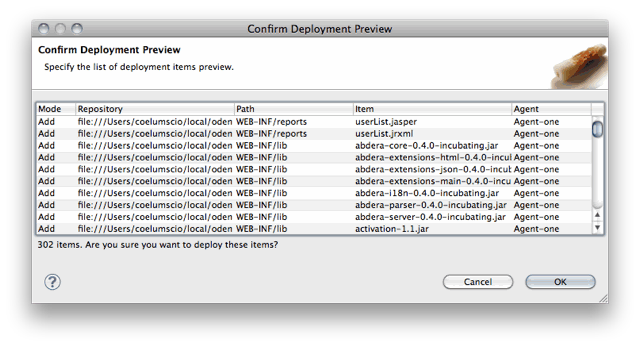 Confirm Deployment Preview
Confirm Deployment Preview
Specify the list of deployment items preview.
Mode Repository Path Item Agent
Add file:///Users/coelumscio/local/oden WEB-INF/reports userList.jasper Agent-one
Add file:///Users/coelumscio/local/oden WEB-INF/reports userList.jrxml Agent-one
Add file:///Users/coelumscio/local/oden WEB-INF/lib abdera-core-0.4.0-incubating.jar Agent-one
Add file:///Users/coelumscio/local/oden WEB-INF/lib abdera-extensions-html-0.4.0-incul Agent-one
Add file:///Users/coelumscio/local/oden WEB-INF/lib abdera-extensions-json-0.4.0-incut Agent-one
Add file:///Users/coelumscio/local/oden WEB-INF/lib abdera-extensions-main-0.4.0-incu Agent-one
Add file:///Users/coelumscio/local/oden WEB-INF/lib abdera-i18n-0.4.0-incubating.jar Agent-one
Add file:///Users/coelumscio/local/oden WEB-INF/lib abdera-parser-0.4.0-incubating.jar Agent-one
Add file:///Users/coelumscio/local/oden WEB-INF/lib abdera-server-0.4.0-incubating.jar Agent-one
Add file:///Users/coelumscio/local/oden WEB-INF/lib activation-1.1.jar Agent-one
302 items. Are you sure you want to deploy these items?
? Cancel OK